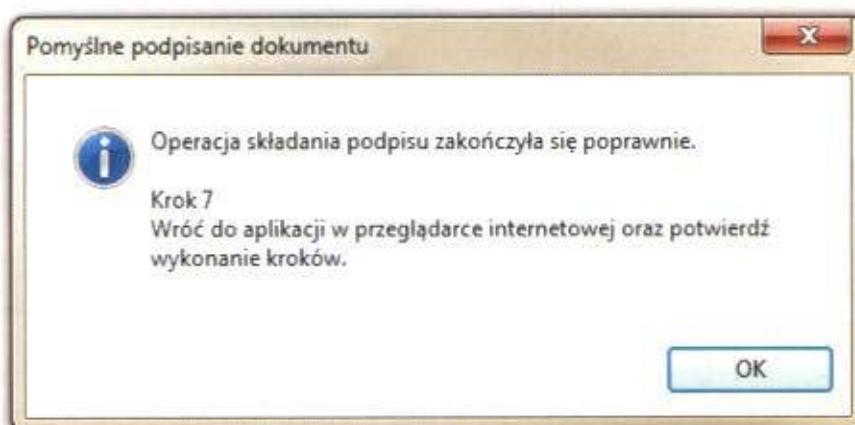 Pomyślne podpisanie dokumentu
Operacja składania podpisu zakończyła się poprawnie.
Krok 7
Wróć do aplikacji w przeglądarce internetowej oraz potwierdź
wykonanie kroków.
OK